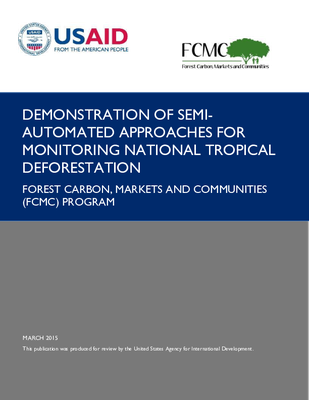 USAID
FROM THE AMERICAN PEOPLE
FCMC
Forest Carbon, Markets and Communities
DEMONSTRATION OF SEMI-
AUTOMATED APPROACHES FOR
MONITORING NATIONAL TROPICAL
DEFORESTATION
FOREST CARBON, MARKETS AND COMMUNITIES
(FCMC) PROGRAM
MARCH 2015
This publication was produced for review by the United States Agency for International Development.